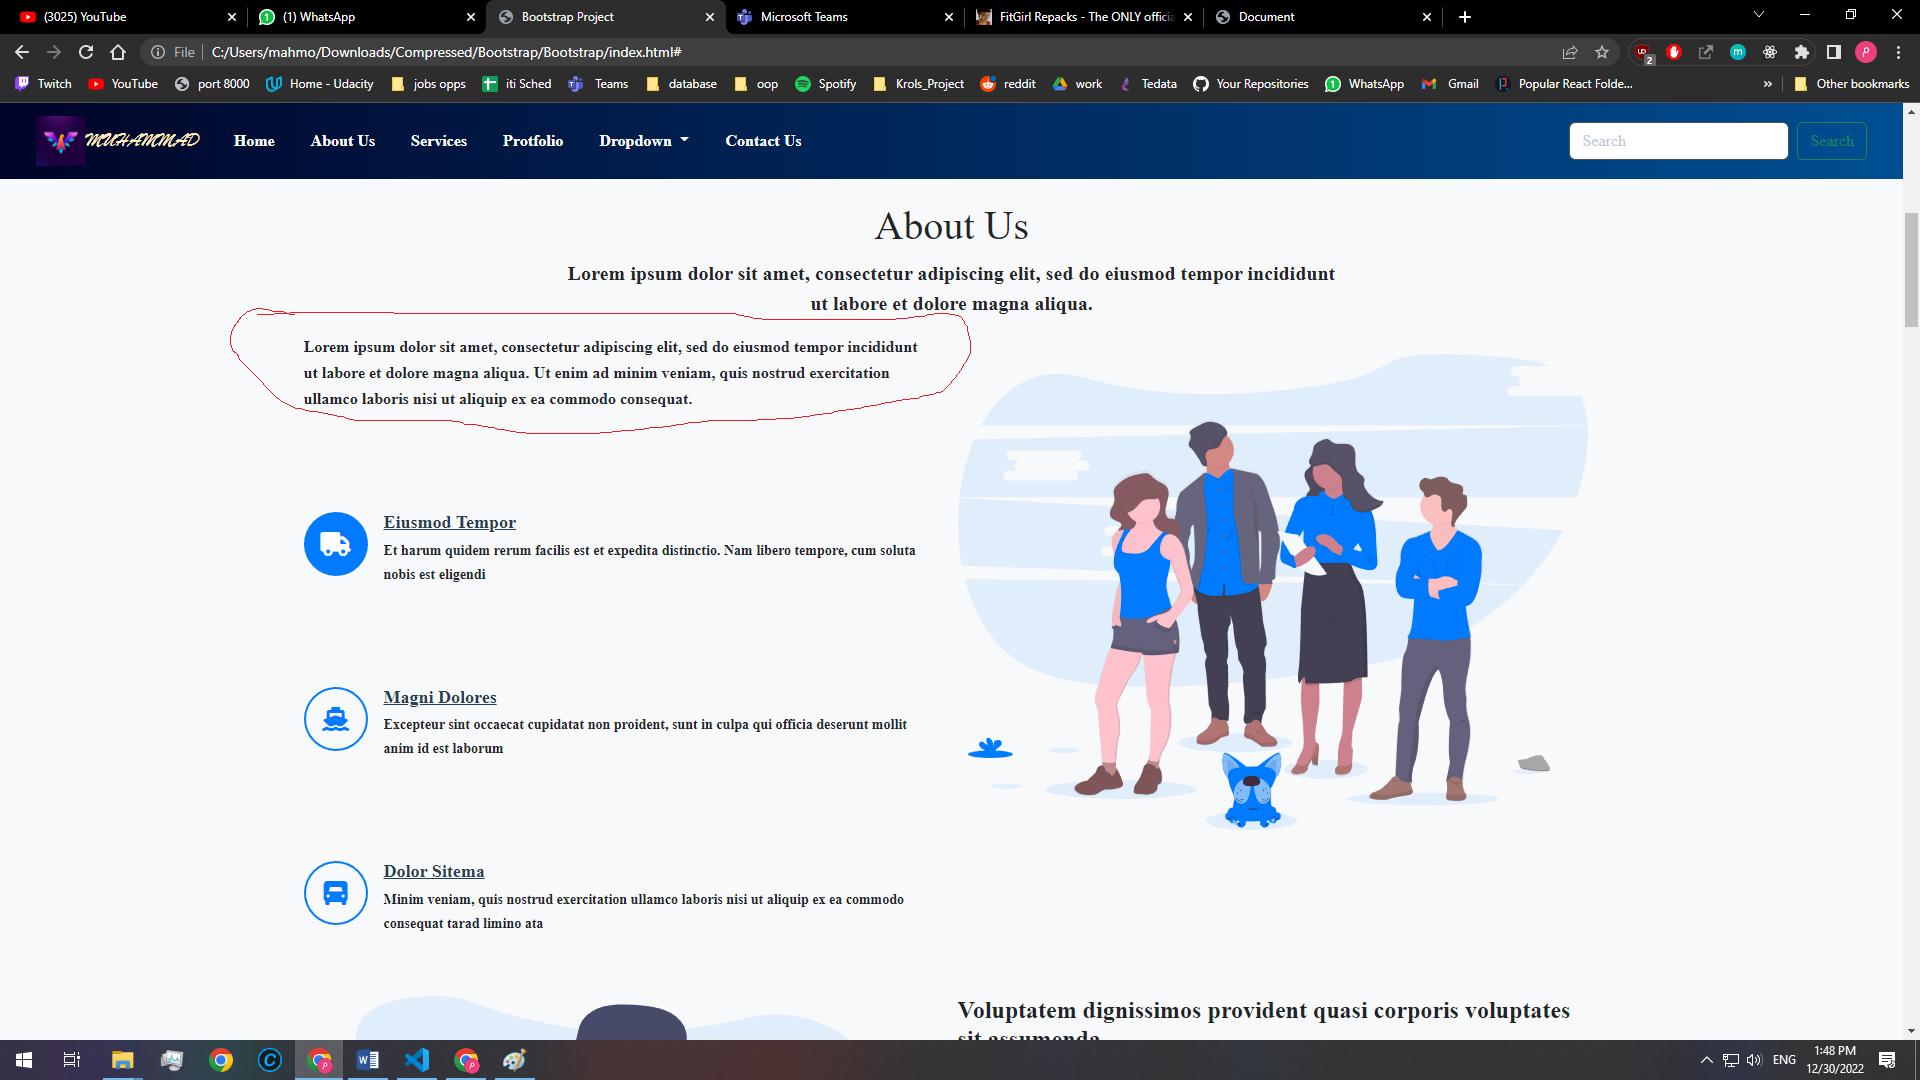 (3025) YouTube
(1) WhatsApp
Bootstrap Project
Microsoft Teams
FitGirl Repacks - The ONLY official
Document
File C:/Users/mahmo/Downloads/Compressed/Bootstrap/Bootstrap/index.html#
2
P
Twitch YouTube port 8000 Home - Udacity jobs opps iti Sched Teams database oop Spotify Krols_Project reddit work Tedata Your Repositories WhatsApp Gmail Popular React Folde... » Other bookmarks
MUHAMMAD Home About Us Services Protfolio Dropdown Contact Us Search Search
About Us
Lorem ipsum dolor sit amet, consectetur adipiscing elit, sed do eiusmod tempor incididunt
ut labore et dolore magna aliqua.
Lorem ipsum dolor sit amet, consectetur adipiscing elit, sed do eiusmod tempor incididunt
ut labore et dolore magna aliqua. Ut enim ad minim veniam, quis nostrud exercitation
ullamco laboris nisi ut aliquip ex ea commodo consequat.
Eiusmod Tempor
Et harum quidem rerum facilis est et expedita distinctio. Nam libero tempore, cum soluta
nobis est eligendi
Magni Dolores
Excepteur sint occaecat cupidatat non proident, sunt in culpa qui officia deserunt mollit
anim id est laborum
Dolor Sitema
Minim veniam, quis nostrud exercitation ullamco laboris nisi ut aliquip ex ea commodo
consequat tarad limino ata
Voluptatem dignissimos provident quasi corporis voluptates
sit assumenda
ENG
1:48 PM
12/30/2022